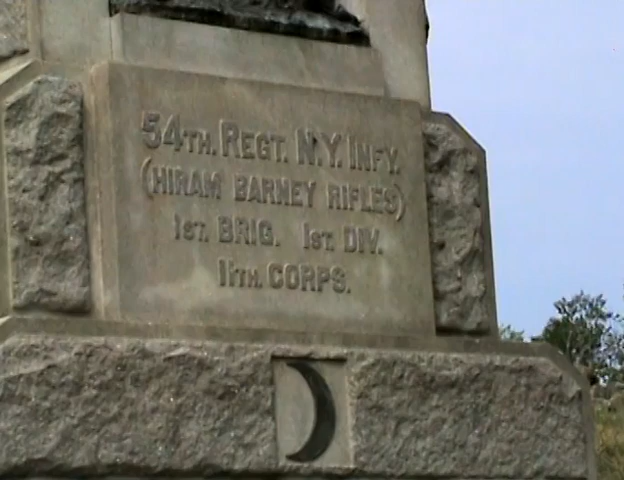 54TH. REGT. N.Y. INFY.
(HIRAM BARNEY RIFLES)
1ST. BRIG. 1ST. DIV.
11TH. CORPS.